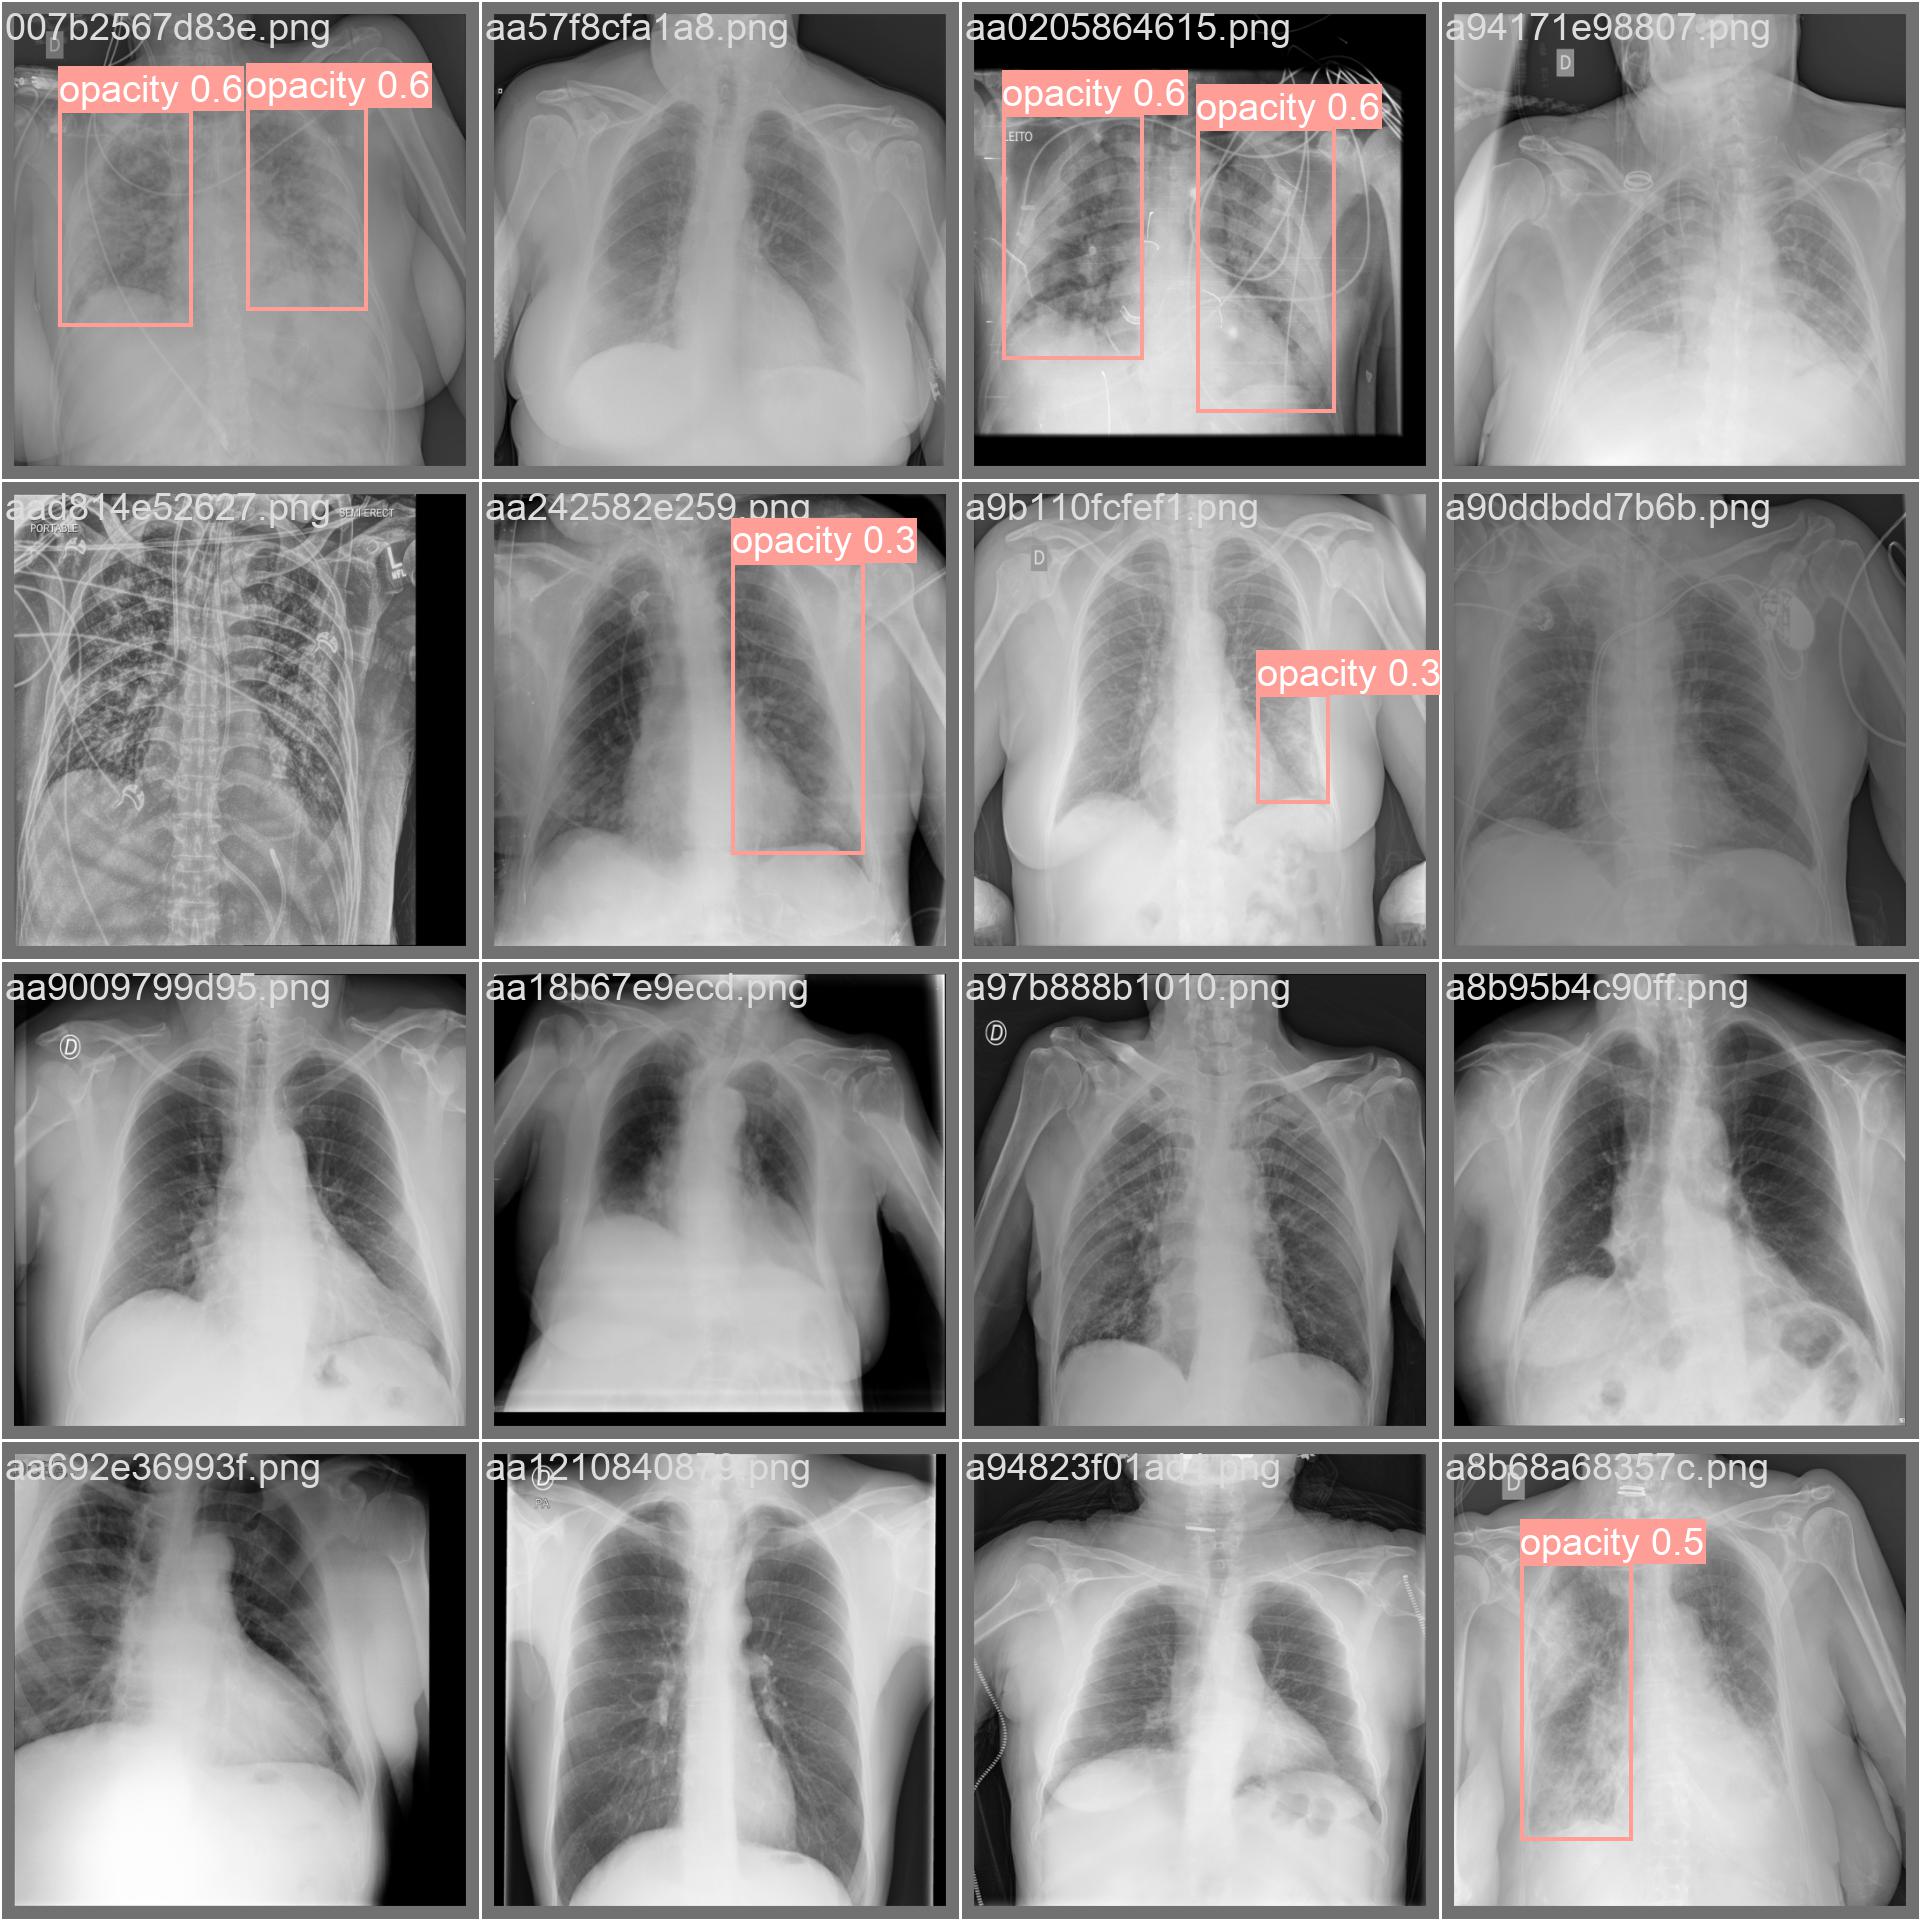 007b2567d83e.png
D
opacity 0.6 opacity 0.6
aa57f8cfa1a8.png
aa0205864615.png
opacity 0.6
opacity 0.6
LEITO
a94171e98807.png
D
aad814e52627.png
PORTABLE
SEMI-ERECT
L
aa242582e259.png
opacity 0.3
a9b110fcfef1.png
D
opacity 0.3
a90ddbdd7b6b.png
aa9009799d95.png
D
aa18b67e9ecd.png
a97b888b1010.png
D
a8b95b4c90ff.png
aa692e36993f.png
D
PA
a8b68a68357c.png
D
opacity 0.5